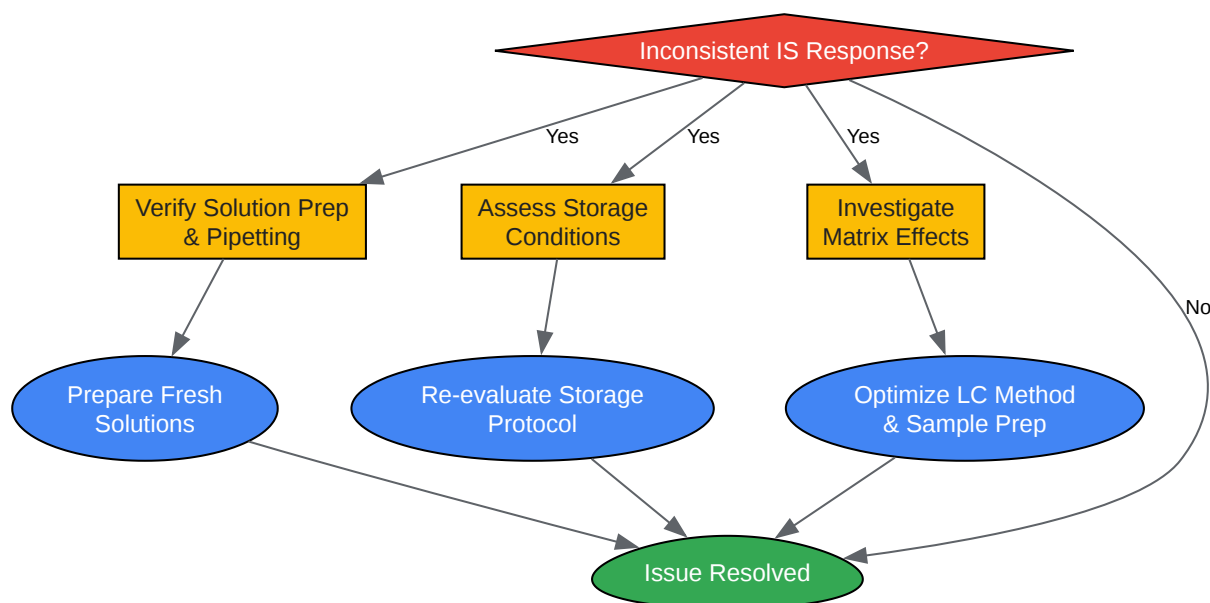 Inconsistent IS Response?
Yes
Yes
Yes
Verify Solution Prep
& Pipetting
Assess Storage
Conditions
Investigate
Matrix Effects
No
Prepare Fresh
Solutions
Re-evaluate Storage
Protocol
Optimize LC Method
& Sample Prep
Issue Resolved